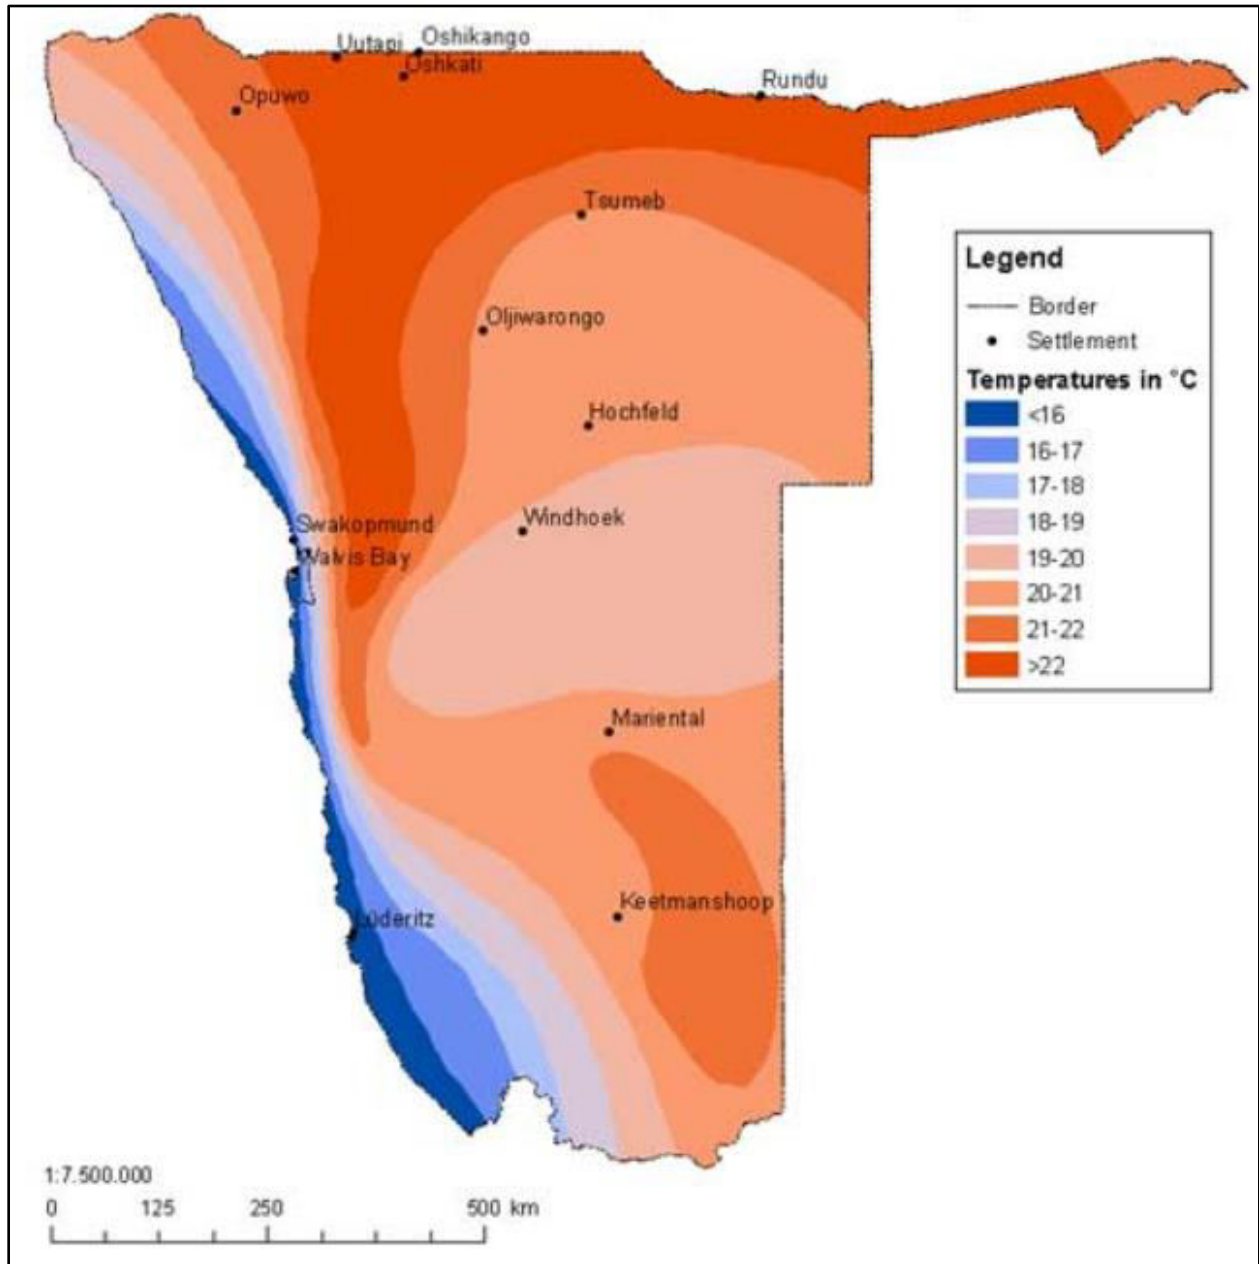 Uutapi
Oshikango
Oshkati
Opuwo
Rundu
Tsumeb
Oljiwarongo
Hochfeld
Windhoek
Swakopmund
Walvis Bay
Mariental
Keetmanshoop
Lüderitz
Legend
Border
Settlement
Temperatures in °C
<16
16-17
17-18
18-19
19-20
20-21
21-22
>22
1:7.500.000
0 125 250 500 km